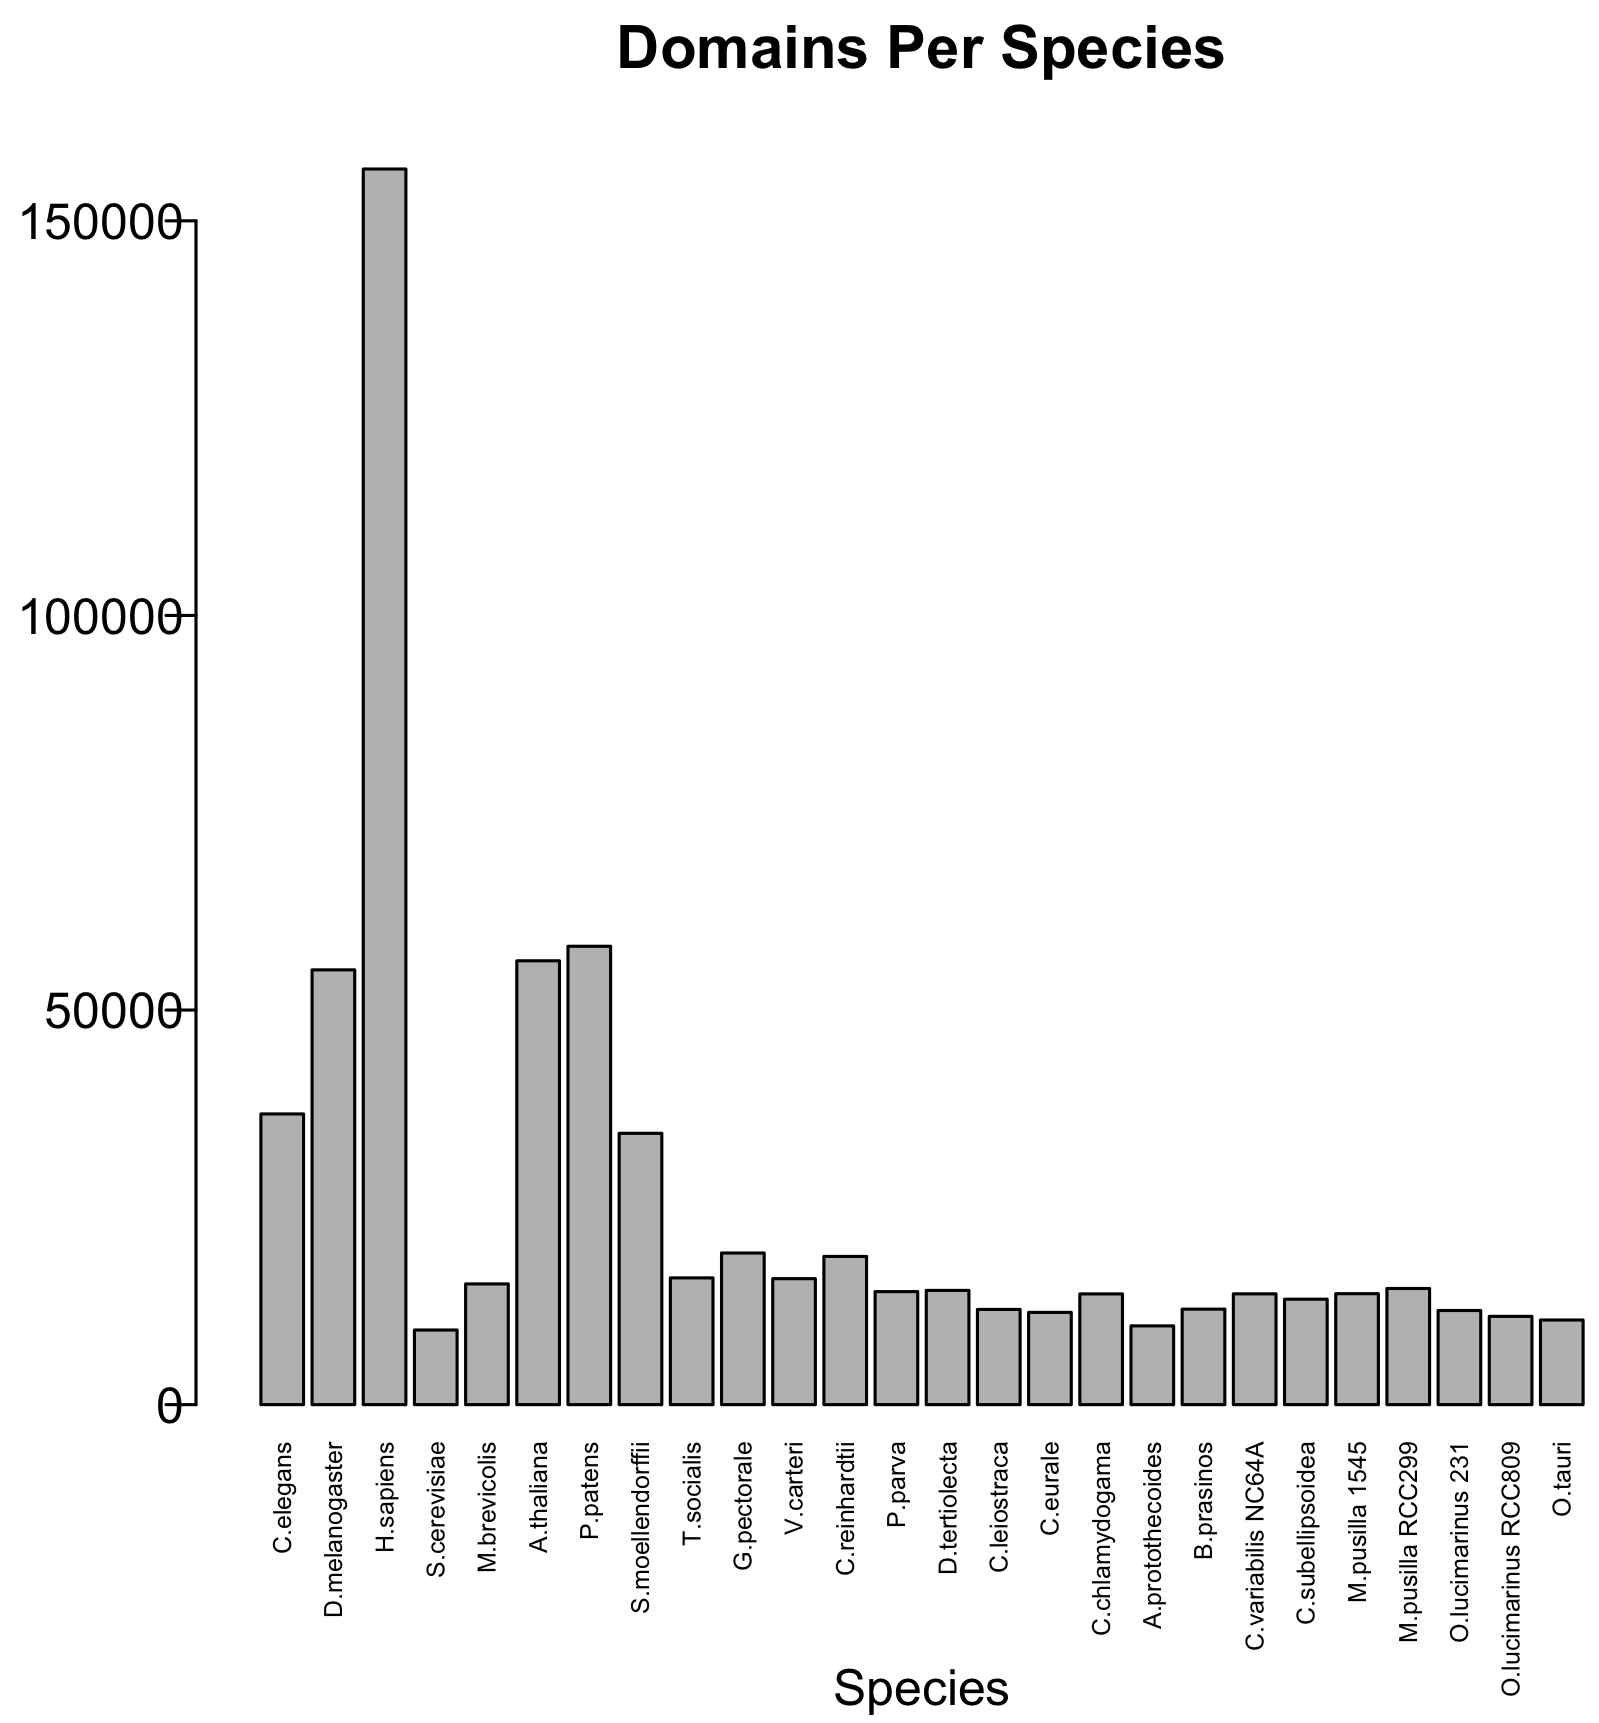 Domains Per Species
150000
100000
50000
0
C.elegans
D.melanogaster
H.sapiens
S.cerevisiae
M.brevicolis
A.thaliana
P.patens
S.moellendorffii
T.socialis
G.pectorale
V.carteri
C.reinhardtii
P.parva
D.tertiolecta
C.leiostraca
C.eurale
C.chlamydogama
A.protothecoides
B.prasinos
C.variabilis NC64A
C.subellipsoidea
M.pusilla 1545
M.pusilla RCC299
O.lucimarinus 231
O.lucimarinus RCC809
O.tauri
Species